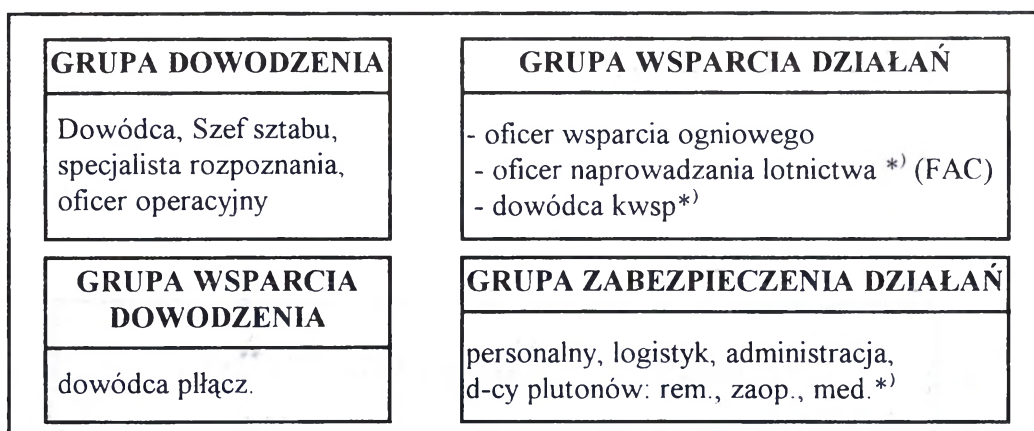 GRUPA DOWODZENIA
Dowódca, Szef sztabu,
specjalista rozpoznania,
oficer operacyjny
GRUPA WSPARCIA DZIAŁAŃ
- oficer wsparcia ogniowego
- oficer naprowadzania lotnictwa *) (FAC)
- dowódca kwsp*)
GRUPA WSPARCIA
DOWODZENIA
dowódca płłącz.
GRUPA ZABEZPIECZENIA DZIAŁAŃ
personalny, logistyk, administracja,
d-cy plutonów: rem., zaop., med.*)